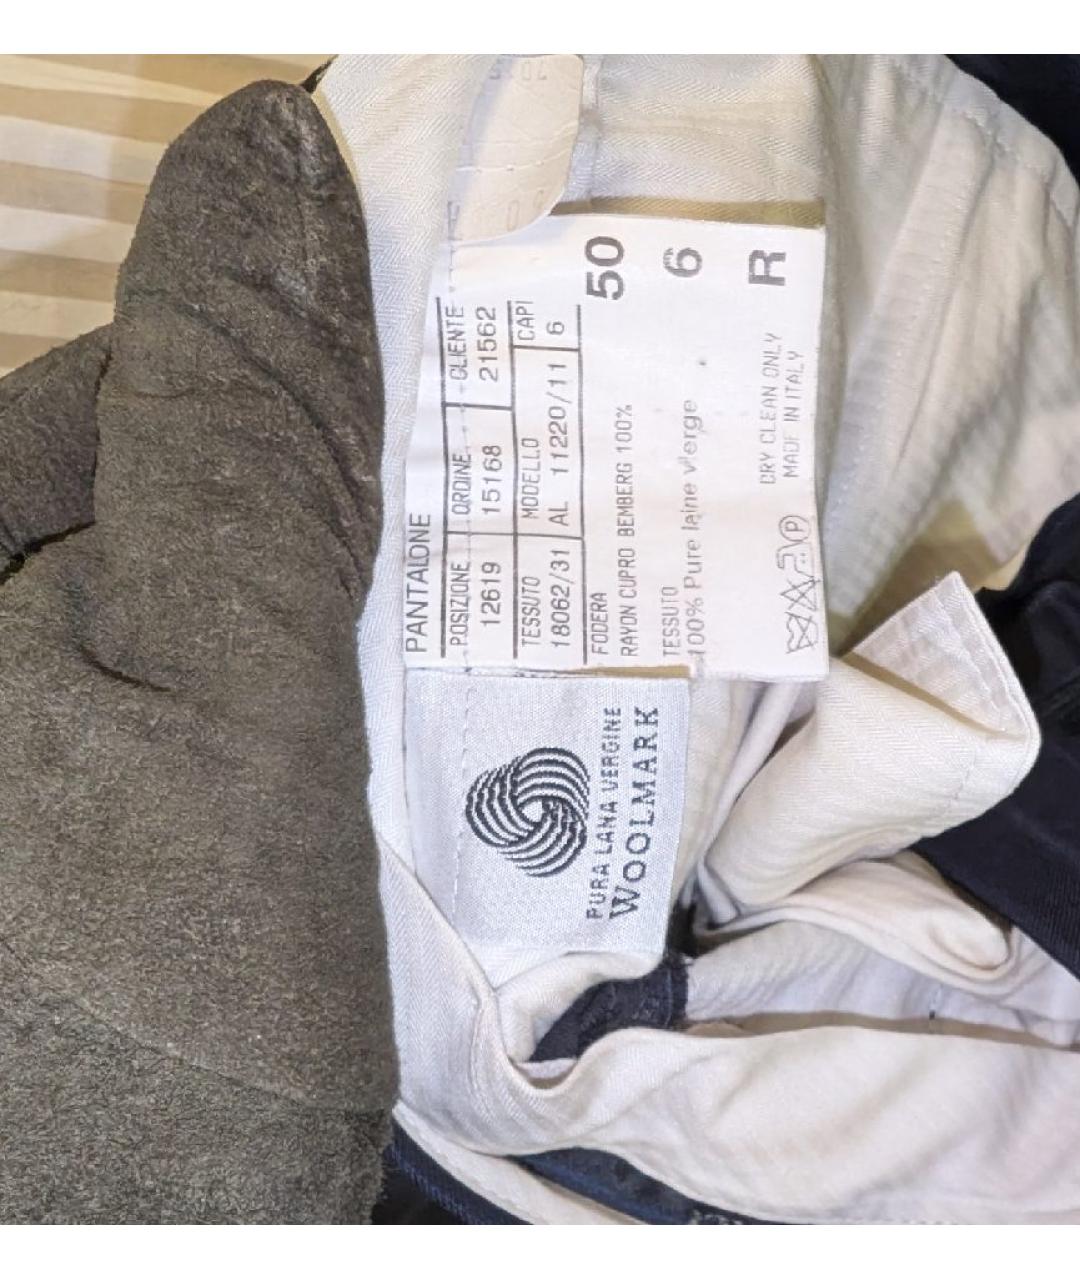 PANTALONE
POSIZIONE ORDINE CLIENTE
12619 15168 21562
TESSUTO MODELLO CAPI
18062/31 AL 11220/11 6
FODERA
RAYON CUPRO BEMBERG 100%
50
TESSUTO
100% Pure laine vierge
6
DRY CLEAN ONLY
MADE IN ITALY
R
P
PURA LANA VERGINE
WOOLMARK